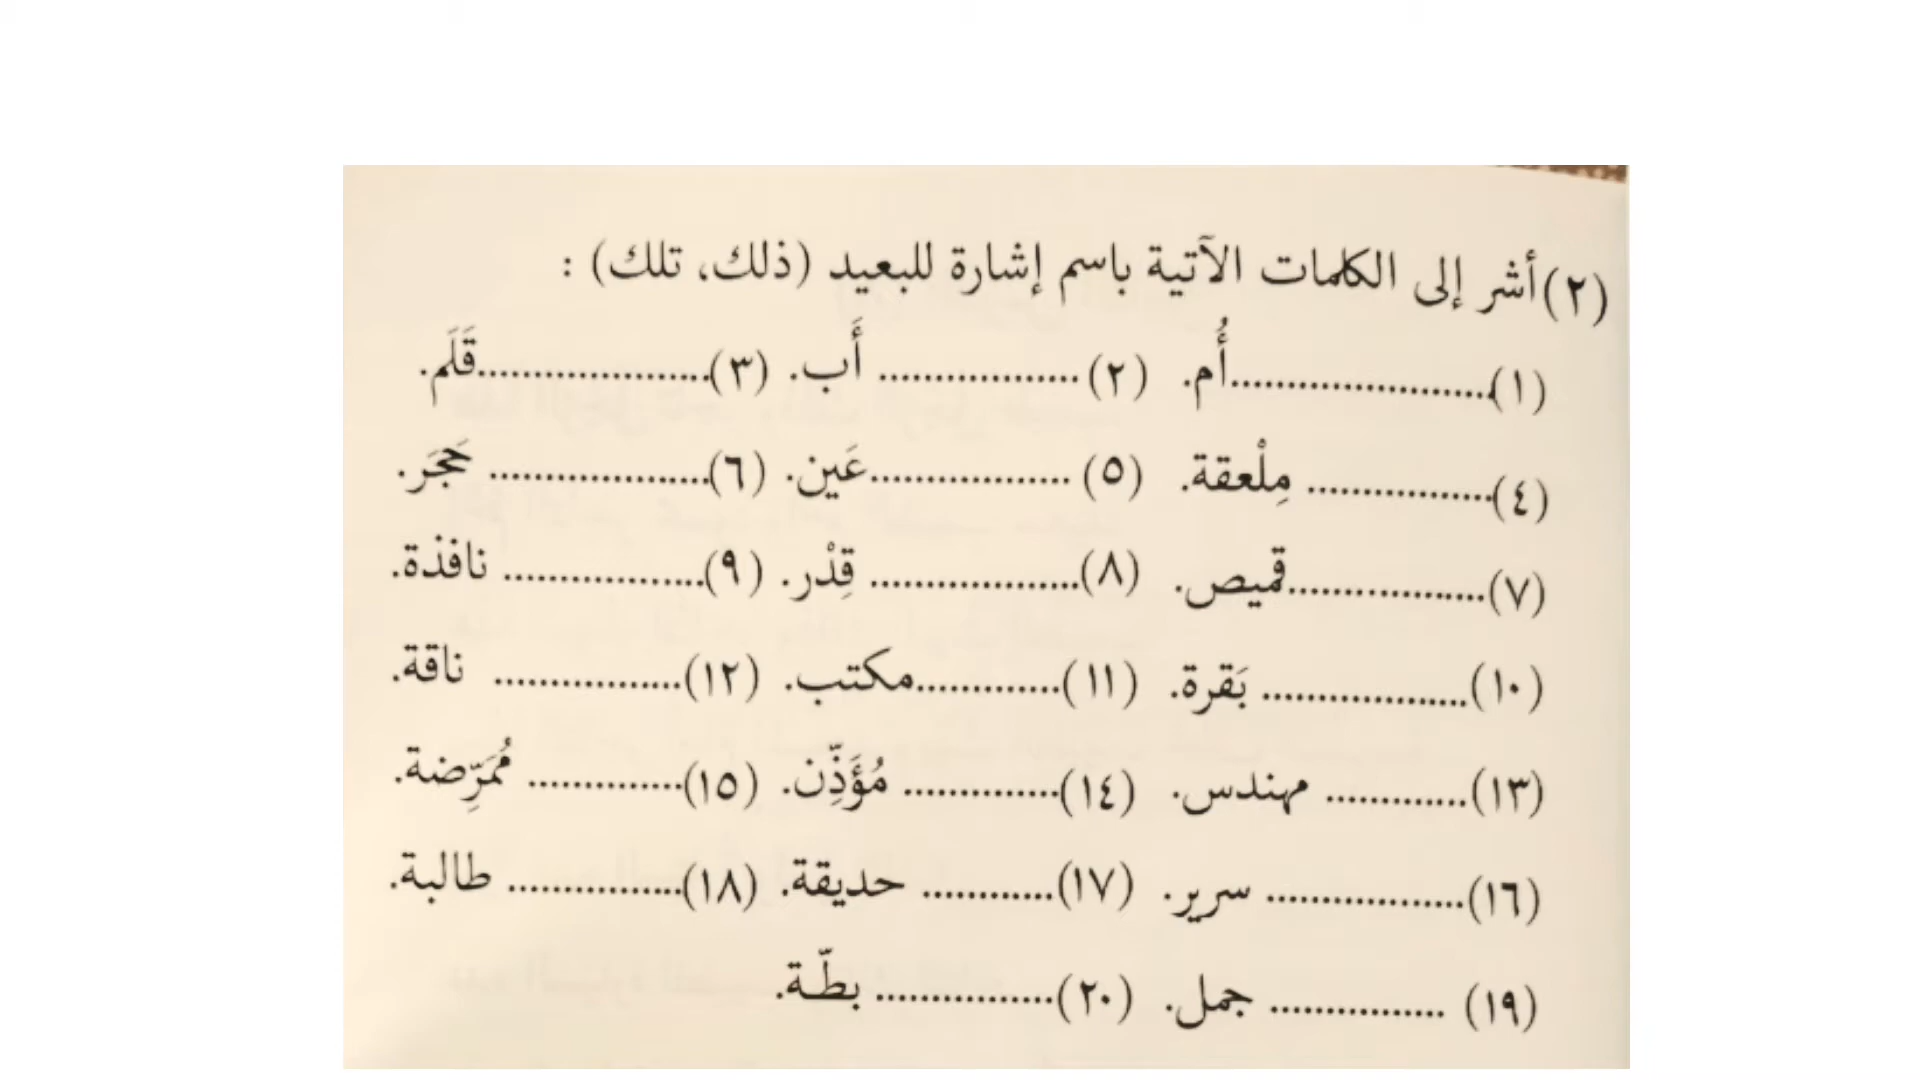 (٢) أشر إلى الكلمات الآتية باسم إشارة للبعيد (ذلك، تلك) :
(١)........................أُم. (٢) .................. أَب. (٣).....................قَلَم.
(٤)................. مِلْعقة. (٥) ..................عَين. (٦).................... حَجَر.
(٧)..................قميص. (٨)................... قِدْر. (٩).................. نافذة.
(١٠)................... بَقرة. (١١).............مكتب. (١٢)................. ناقة.
(١٣)............. مهندس. (١٤).............. مُؤَذِّن. (١٥).............. مُمَرِّضة.
(١٦).................. سرير. (١٧)............ حديقة. (١٨)................ طالبة.
(١٩) ................ جمل. (٢٠)................ بطّة.